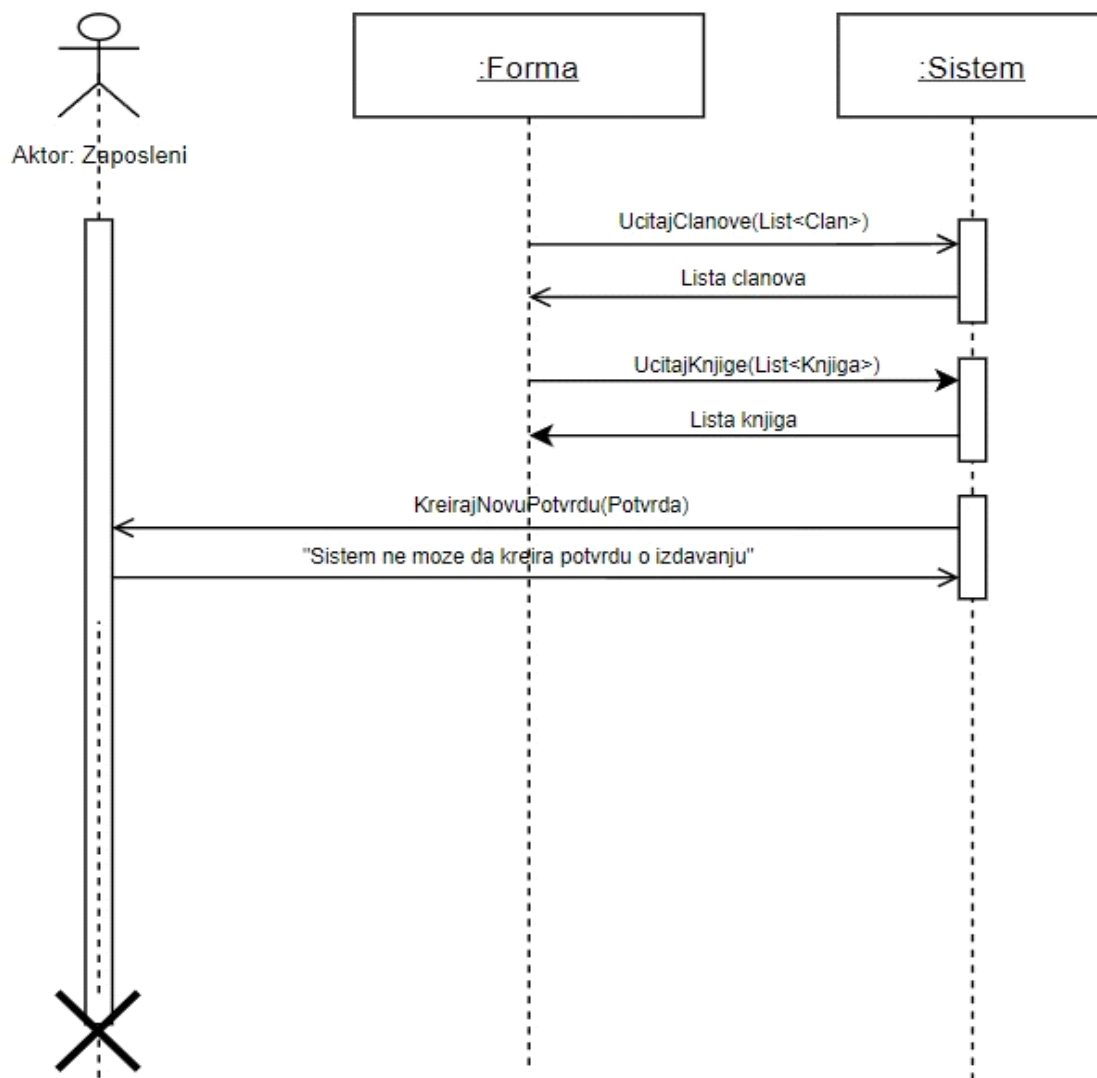 :Forma
:Sistem
Aktor: Zaposleni
UcitajClanove(List<Clan>)
Lista clanova
UcitajKnjige(List<Knjiga>)
Lista knjiga
KreirajNovuPotvrdu(Potvrda)
"Sistem ne moze da kreira potvrdu o izdavanju"